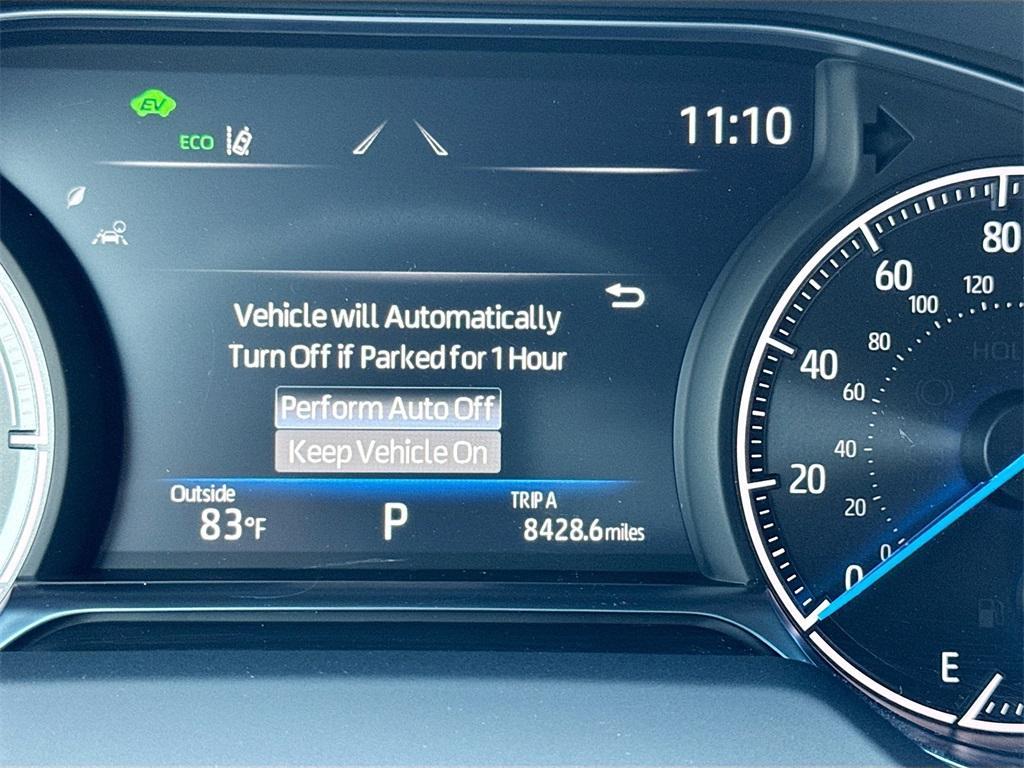 EV
ECO
11:10
Vehicle will Automatically
Turn Off if Parked for 1 Hour
Perform Auto Off
Keep Vehicle On
Outside
83°F
P
TRIP A
8428.6 miles
80
60
40
20
0
120
100
80
60
40
20
0
HOL
E